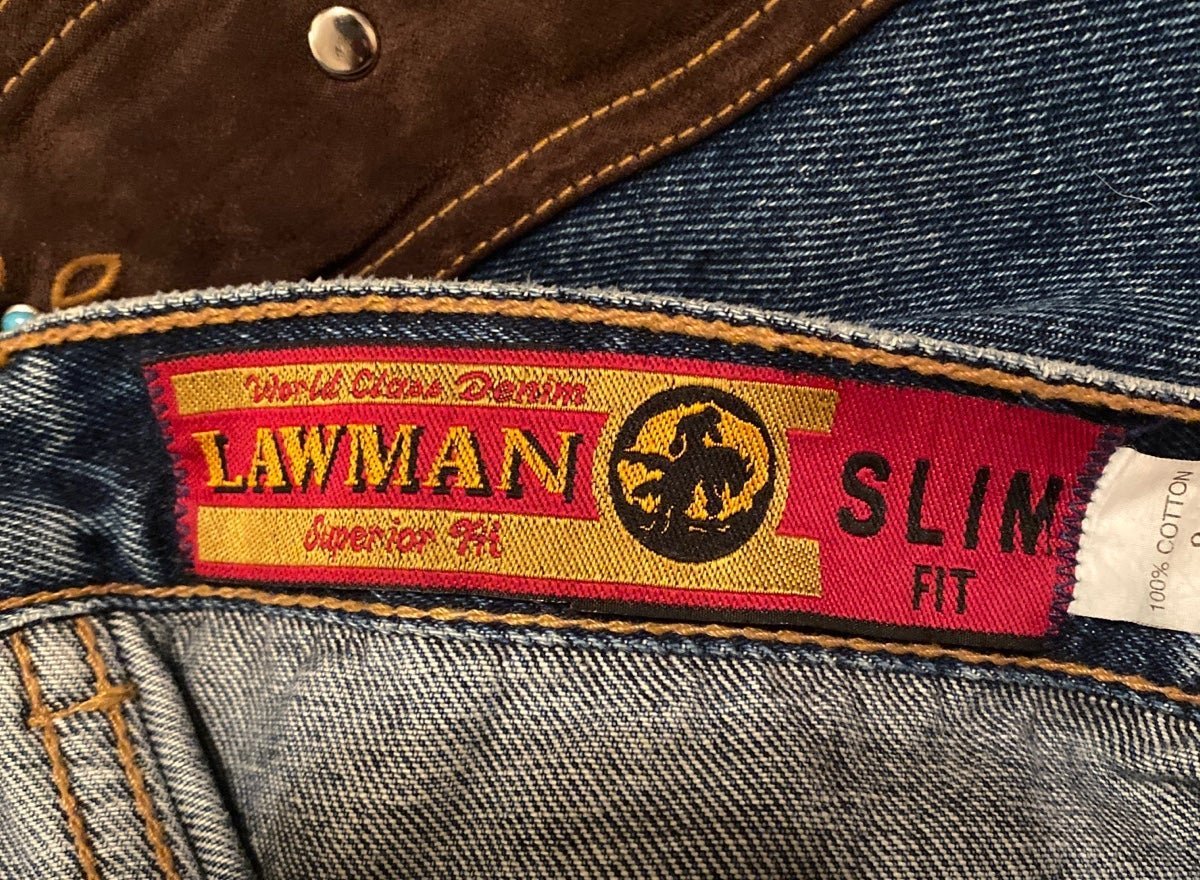 World Class Denim
LAWMAN
Superior Fit
SLIM
FIT
100% COTTON